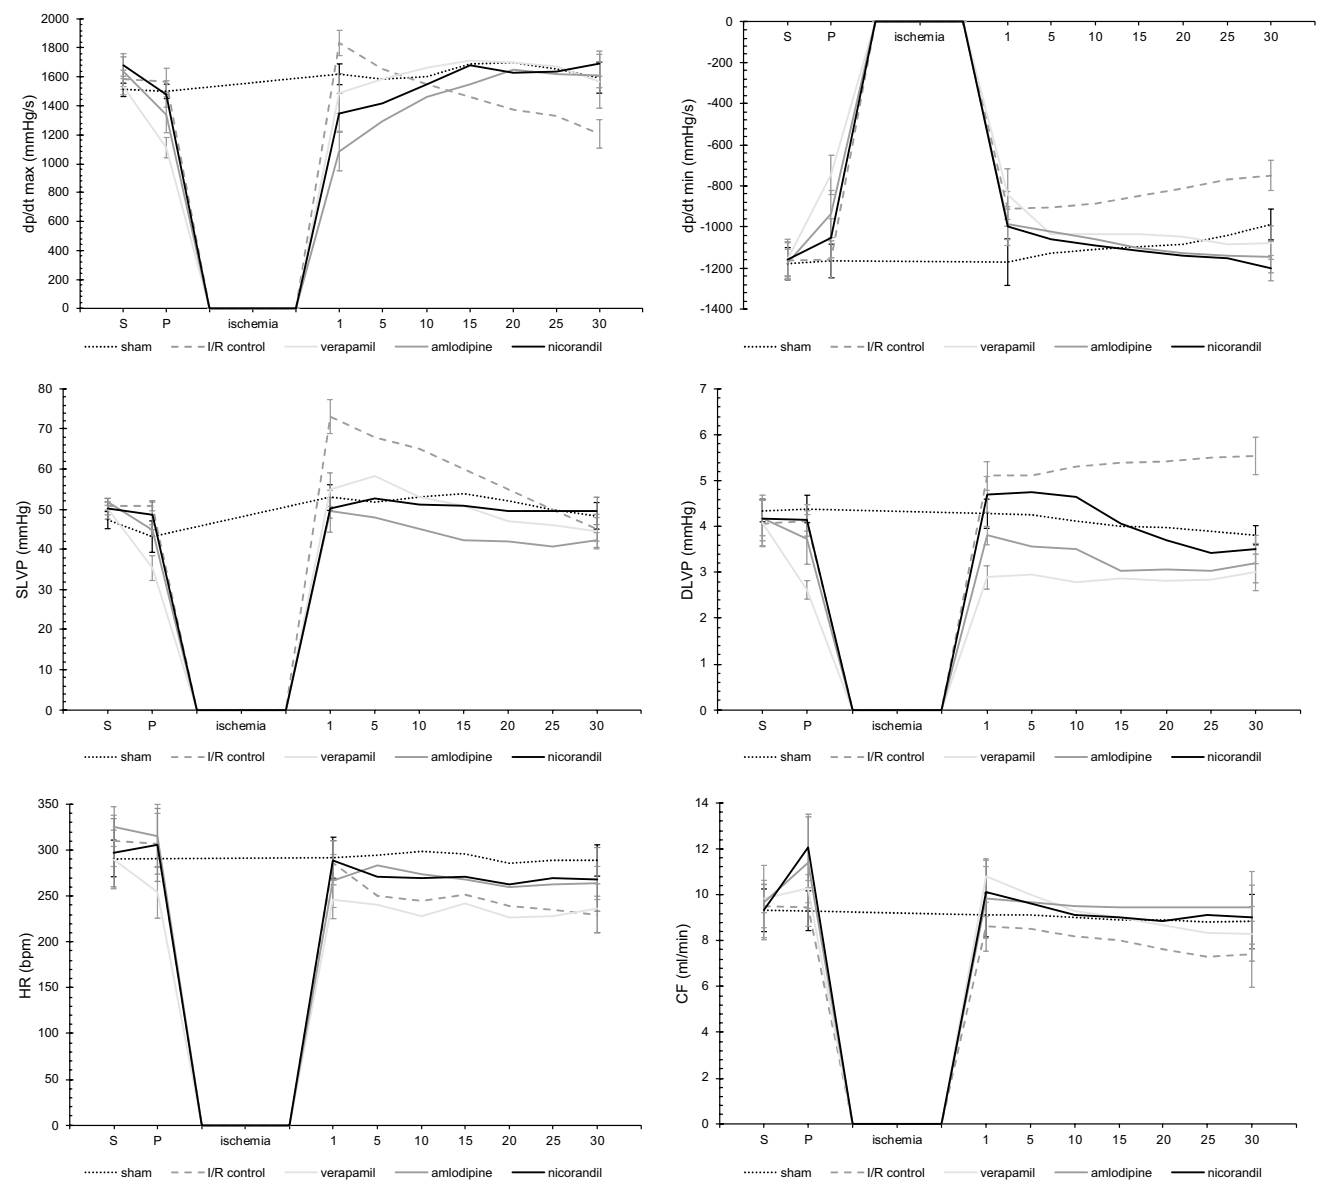 2000
1800
1600
1400
1200
1000
800
600
400
200
0
dp/dt max (mmHg/s)
S P ischemia 1 5 10 15 20 25 30
sham I/R control verapamil amlodipine nicorandil
0
-200
-400
-600
-800
-1000
-1200
-1400
dp/dt min (mmHg/s)
S P ischemia 1 5 10 15 20 25 30
sham I/R control verapamil amlodipine nicorandil
80
70
60
50
40
30
20
10
0
SLVP (mmHg)
S P ischemia 1 5 10 15 20 25 30
sham I/R control verapamil amlodipine nicorandil
7
6
5
4
3
2
1
0
DLVP (mmHg)
S P ischemia 1 5 10 15 20 25 30
sham I/R control verapamil amlodipine nicorandil
350
300
250
200
150
100
50
0
HR (bpm)
S P ischemia 1 5 10 15 20 25 30
sham I/R control verapamil amlodipine nicorandil
14
12
10
8
6
4
2
0
CF (ml/min)
S P ischemia 1 5 10 15 20 25 30
sham I/R control verapamil amlodipine nicorandil